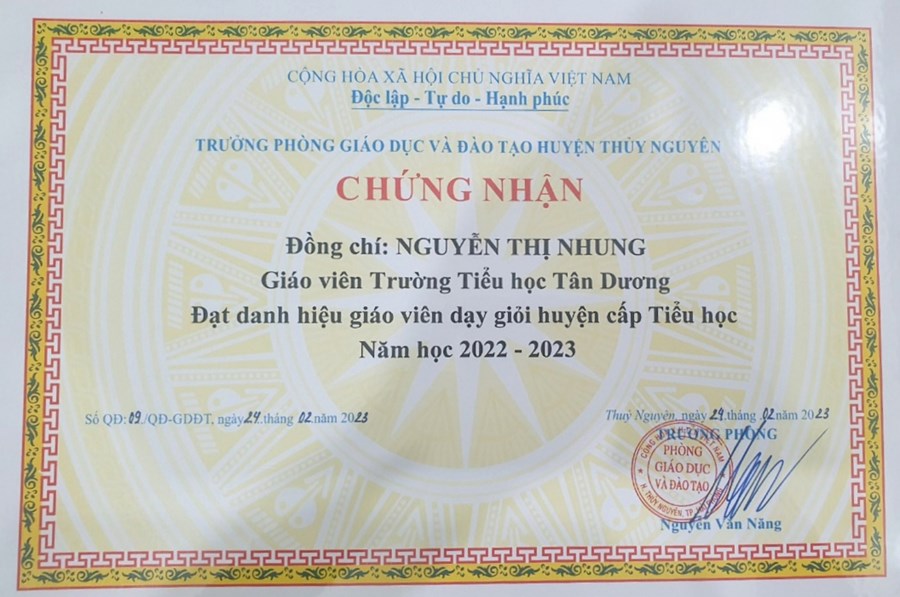 CỘNG HÒA XÃ HỘI CHỦ NGHĨA VIỆT NAM
Độc lập - Tự do - Hạnh phúc
TRƯỞNG PHÒNG GIÁO DỤC VÀ ĐÀO TẠO HUYỆN THỦY NGUYÊN
CHỨNG NHẬN
Đồng chí: NGUYỄN THỊ NHUNG
Giáo viên Trường Tiểu học Tân Dương
Đạt danh hiệu giáo viên dạy giỏi huyện cấp Tiểu học
Năm học 2022 - 2023
Số QĐ: 09./QĐ-GDĐT, ngày 24 tháng 02 năm 2023
Thuỷ Nguyên, ngày 24 tháng 02 năm 2023
TRƯỞNG PHÒNG
PHÒNG
GIÁO DỤC
VÀ ĐÀO TẠO
H. THỦY NGUYÊN, TP.
Nguyễn Văn Năng